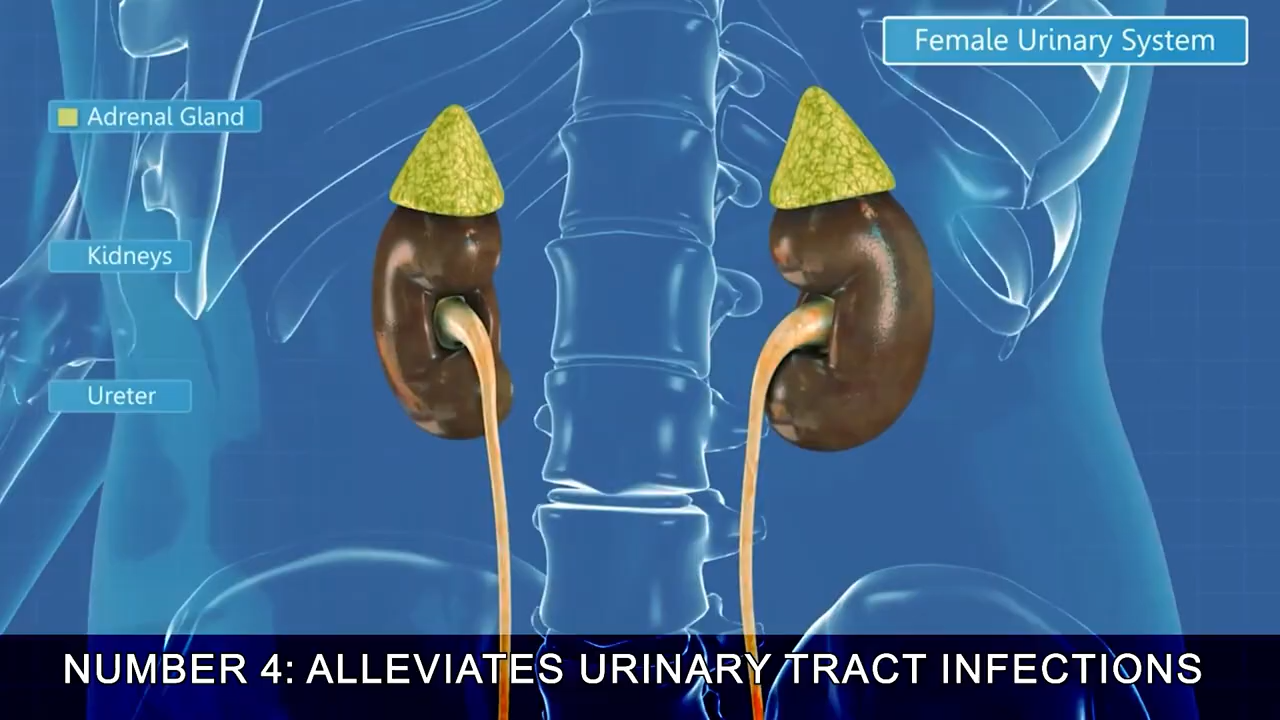 Female Urinary System
Adrenal Gland
Kidneys
Ureter
NUMBER 4: ALLEVIATES URINARY TRACT INFECTIONS